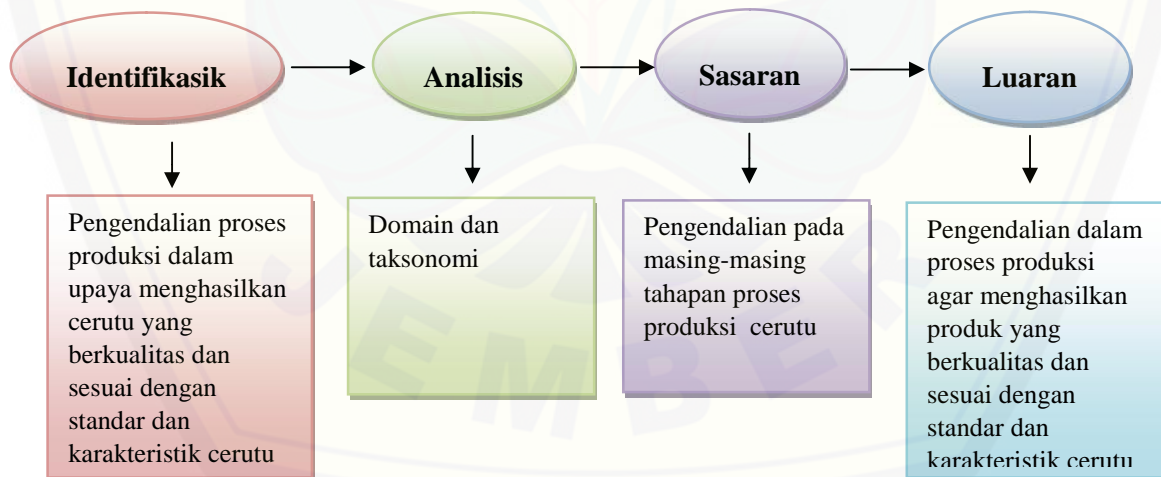 Identifikasik
Analisis
Sasaran
Luaran
Pengendalian proses
produksi dalam
upaya menghasilkan
cerutu yang
berkualitas dan
sesuai dengan
standar dan
karakteristik cerutu
Domain dan
taksonomi
Pengendalian pada
masing-masing
tahapan proses
produksi cerutu
Pengendalian dalam
proses produksi
agar menghasilkan
produk yang
berkualitas dan
sesuai dengan
standar dan
karakteristik cerutu
JEMBER